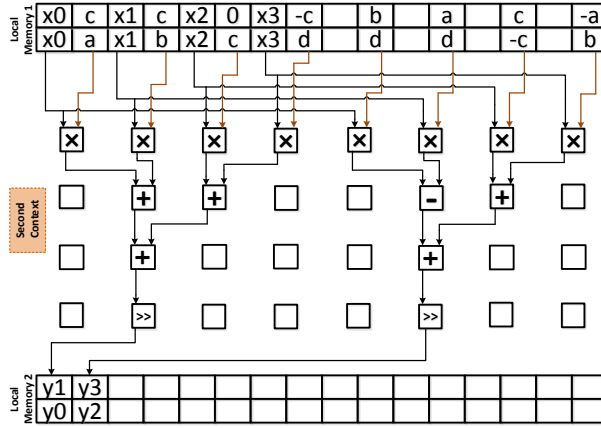 Local Memory 1
x0 c x1 c x2 0 x3 -c b a c -a
x0 a x1 b x2 c x3 d d d -c b
× × × × × × × ×
+ + - +
Second Context
+ +
>> >>
Local Memory 2
y1 y3
y0 y2